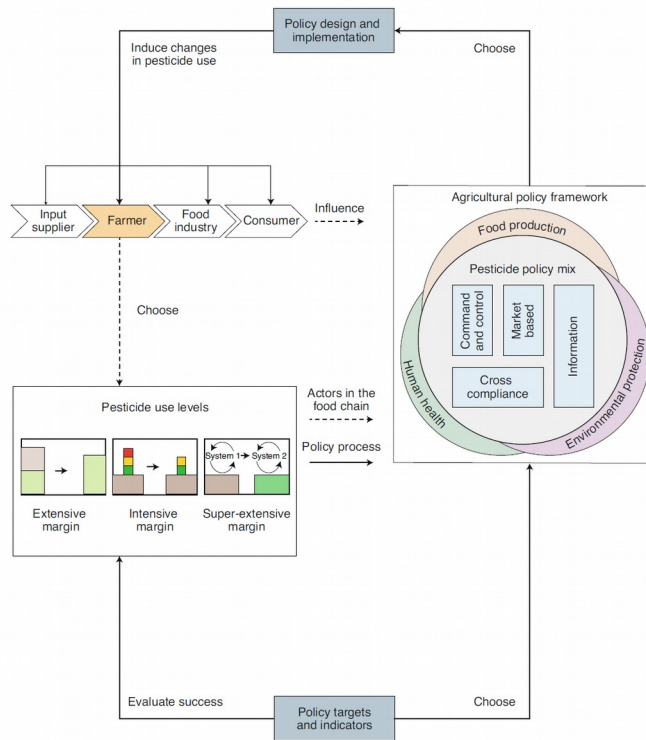 Policy design and
implementation
Induce changes
in pesticide use
Choose
Input
supplier
Farmer
Food
industry
Consumer
Influence
Agricultural policy framework
Food production
Pesticide policy mix
Command
and control
Market
based
Information
Cross
compliance
Human health
Environmental protection
Choose
Pesticide use levels
Actors in the
food chain
Policy process
System 1
System 2
Extensive
margin
Intensive
margin
Super-extensive
margin
Evaluate success
Policy targets
and indicators
Choose